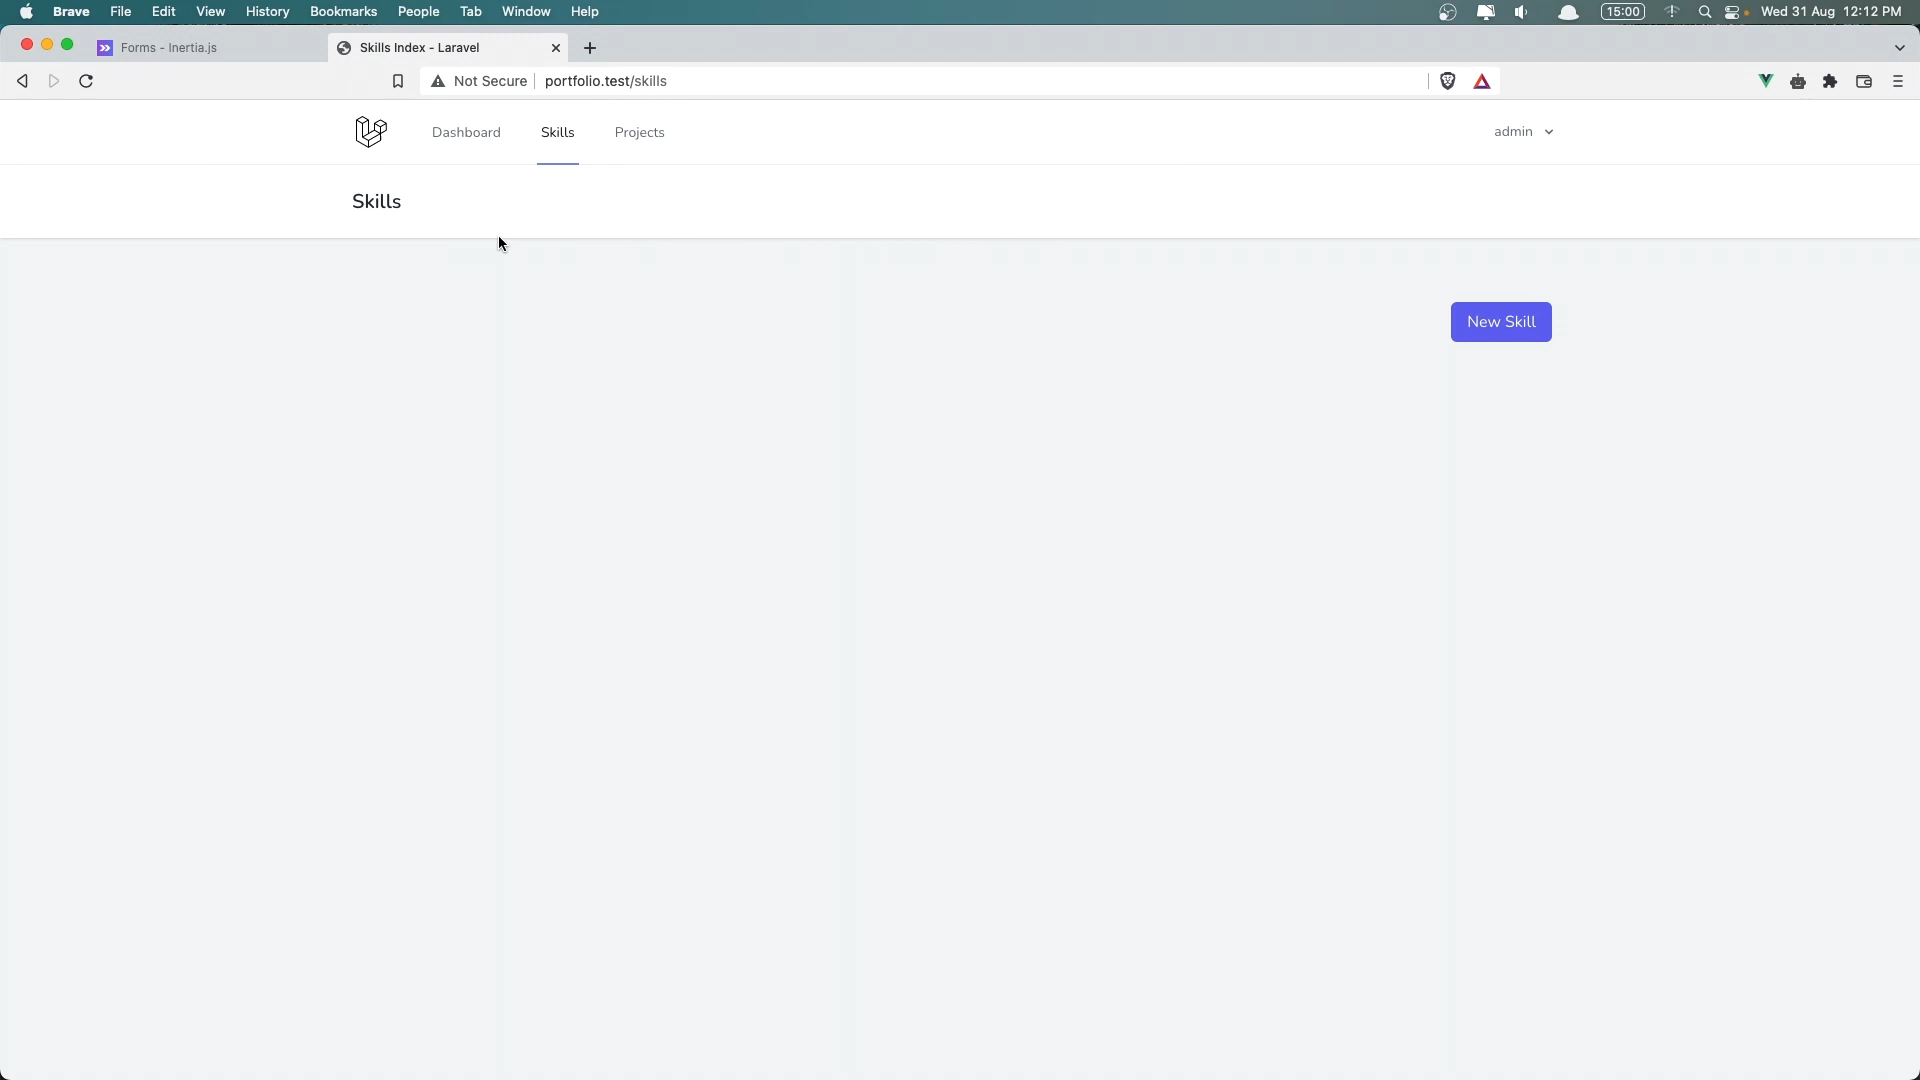 Brave File Edit View History Bookmarks People Tab Window Help 15:00 Wed 31 Aug 12:12 PM
Forms - Inertia.js Skills Index - Laravel
Not Secure portfolio.test/skills
Dashboard Skills Projects admin
Skills
New Skill